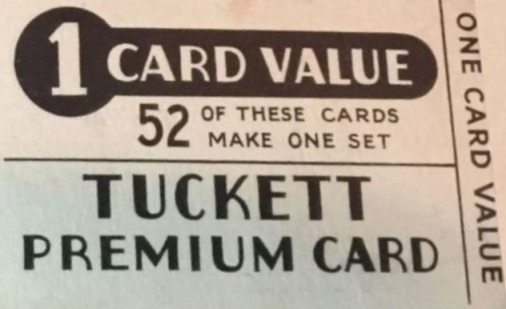 1 CARD VALUE
52 OF THESE CARDS
MAKE ONE SET
TUCKETT
PREMIUM CARD
ONE CARD VALUE